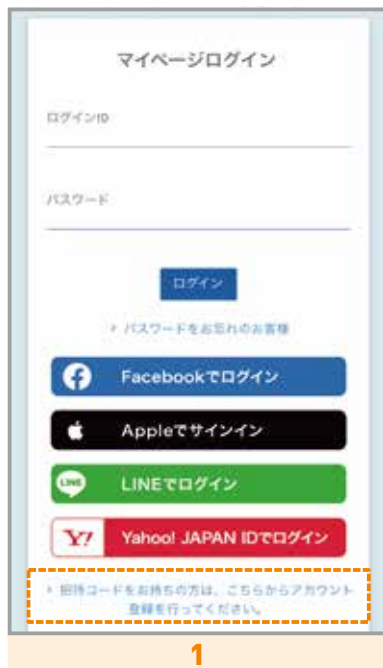 マイページログイン
ログインID
パスワード
ログイン
› パスワードをお忘れのお客様
Facebookでログイン
Appleでサインイン
LINE LINEでログイン
Y! Yahoo! JAPAN IDでログイン
› 招待コードをお持ちの方は、こちらからアカウント
登録を行ってください。
1